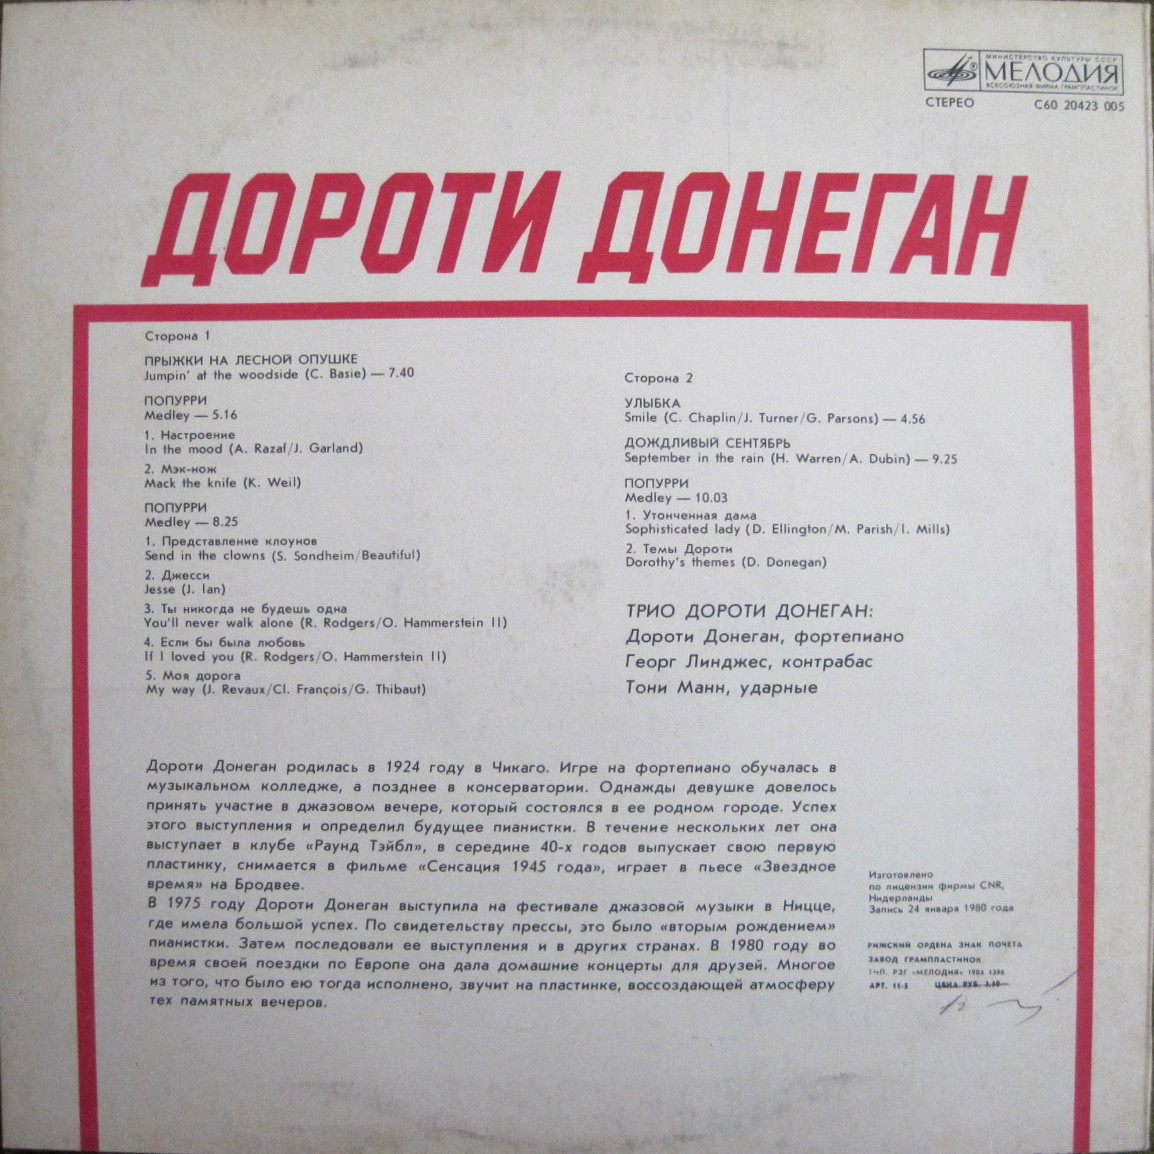 МИНИСТЕРСТВО КУЛЬТУРЫ СССР
МЕЛОДИЯ
ВСЕСОЮЗНАЯ ФИРМА ГРАМПЛАСТИНОК
СТЕРЕО С60 20423 005
ДОРОТИ ДОНЕГАН
Сторона 1
ПРЫЖКИ НА ЛЕСНОЙ ОПУШКЕ
Jumpin' at the woodside (C. Basie) — 7.40
ПОПУРРИ
Medley — 5.16
1. Настроение
In the mood (A. Razaf/J. Garland)
2. Мэк-нож
Mack the knife (K. Weil)
ПОПУРРИ
Medley — 8.25
1. Представление клоунов
Send in the clowns (S. Sondheim/Beautiful)
2. Джесси
Jesse (J. Ian)
3. Ты никогда не будешь одна
You'll never walk alone (R. Rodgers/O. Hammerstein II)
4. Если бы была любовь
If I loved you (R. Rodgers/O. Hammerstein II)
5. Моя дорога
My way (J. Revaux/Cl. François/G. Thibaut)
Сторона 2
УЛЫБКА
Smile (C. Chaplin/J. Turner/G. Parsons) — 4.56
ДОЖДЛИВЫЙ СЕНТЯБРЬ
September in the rain (H. Warren/A. Dubin) — 9.25
ПОПУРРИ
Medley — 10.03
1. Утонченная дама
Sophisticated lady (D. Ellington/M. Parish/I. Mills)
2. Темы Дороти
Dorothy's themes (D. Donegan)
ТРИО ДОРОТИ ДОНЕГАН:
Дороти Донеган, фортепиано
Георг Линджес, контрабас
Тони Манн, ударные
Дороти Донеган родилась в 1924 году в Чикаго. Игре на фортепиано обучалась в
музыкальном колледже, а позднее в консерватории. Однажды девушке довелось
принять участие в джазовом вечере, который состоялся в ее родном городе. Успех
этого выступления и определил будущее пианистки. В течение нескольких лет она
выступает в клубе «Раунд Тэйбл», в середине 40-х годов выпускает свою первую
пластинку, снимается в фильме «Сенсация 1945 года», играет в пьесе «Звездное
время» на Бродвее.
В 1975 году Дороти Донеган выступила на фестивале джазовой музыки в Ницце,
где имела большой успех. По свидетельству прессы, это было «вторым рождением»
пианистки. Затем последовали ее выступления и в других странах. В 1980 году во
время своей поездки по Европе она дала домашние концерты для друзей. Многое
из того, что было ею тогда исполнено, звучит на пластинке, воссоздающей атмосферу
тех памятных вечеров.
Изготовлено
по лицензии фирмы CNR,
Нидерланды
Запись 24 января 1980 года
РИЖСКИЙ ОРДЕНА ЗНАК ПОЧЕТА
ЗАВОД ГРАМПЛАСТИНОК
ТИП. РЗГ «МЕЛОДИЯ» 1984
АРТ. 11-5 ЦЕНА РУБ.